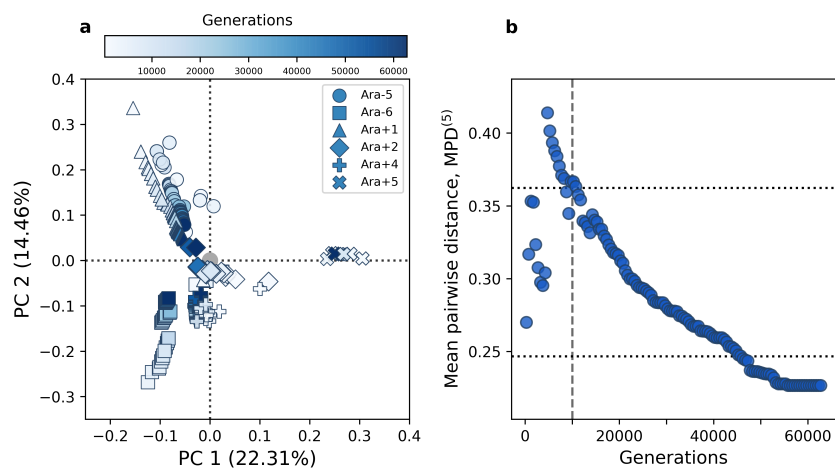 a
Generations
10000 20000 30000 40000 50000 60000
PC 2 (14.46%)
0.4
0.3
0.2
0.1
0.0
−0.1
−0.2
−0.3
Ara-5
Ara-6
Ara+1
Ara+2
Ara+4
Ara+5
−0.2 −0.1 0.0 0.1 0.2 0.3 0.4
PC 1 (22.31%)
b
Mean pairwise distance, MPD(5)
0.40
0.35
0.30
0.25
0 20000 40000 60000
Generations